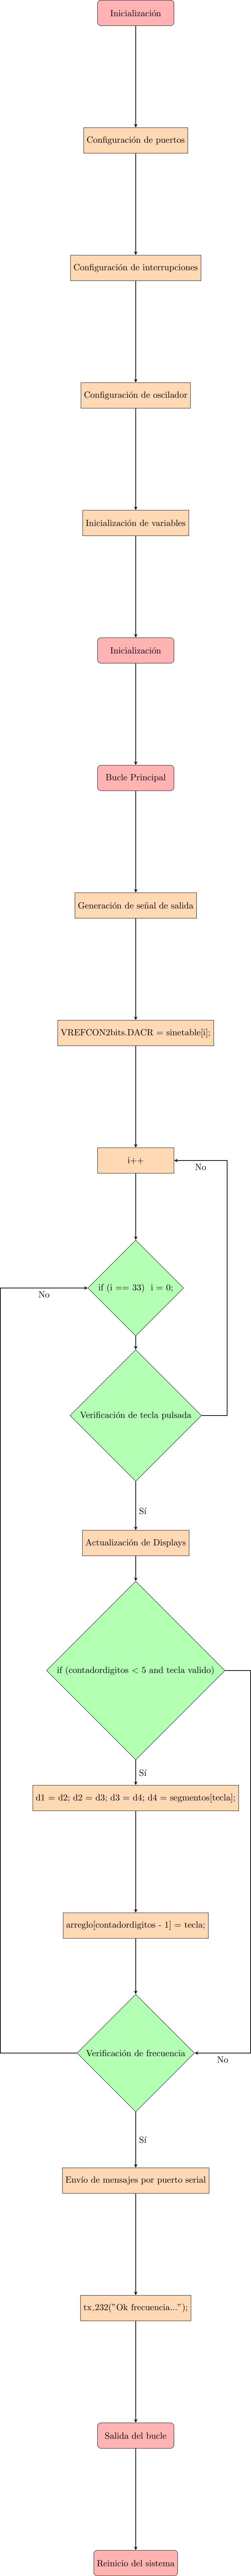 Inicialización
Configuración de puertos
Configuración de interrupciones
Configuración de oscilador
Inicialización de variables
Inicialización
Bucle Principal
Generación de señal de salida
VREFCON2bits.DACR = sinetable[i];
i++
No
if (i == 33) i = 0;
No
Verificación de tecla pulsada
Sí
Actualización de Displays
if (contadordigitos < 5 and tecla valido)
Sí
d1 = d2; d2 = d3; d3 = d4; d4 = segmentos[tecla];
arreglo[contadordigitos - 1] = tecla;
Verificación de frecuencia
No
Sí
Envío de mensajes por puerto serial
tx_232("Ok frecuencia...");
Salida del bucle
Reinicio del sistema